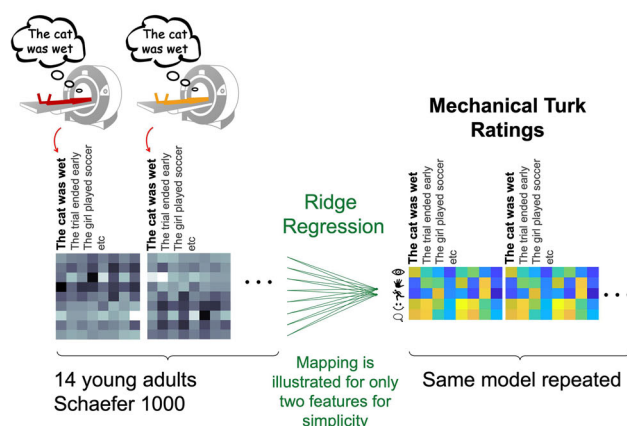 The cat
was wet
The cat
was wet
Mechanical Turk
Ratings
The cat was wet
The trial ended early
The girl played soccer
etc
The cat was wet
The trial ended early
The girl played soccer
etc
Ridge
Regression
The cat was wet
The trial ended early
The girl played soccer
etc
The cat was wet
The trial ended early
The girl played soccer
etc
...
...
14 young adults
Schaefer 1000
Mapping is
illustrated for only
two features for
simplicity
Same model repeated